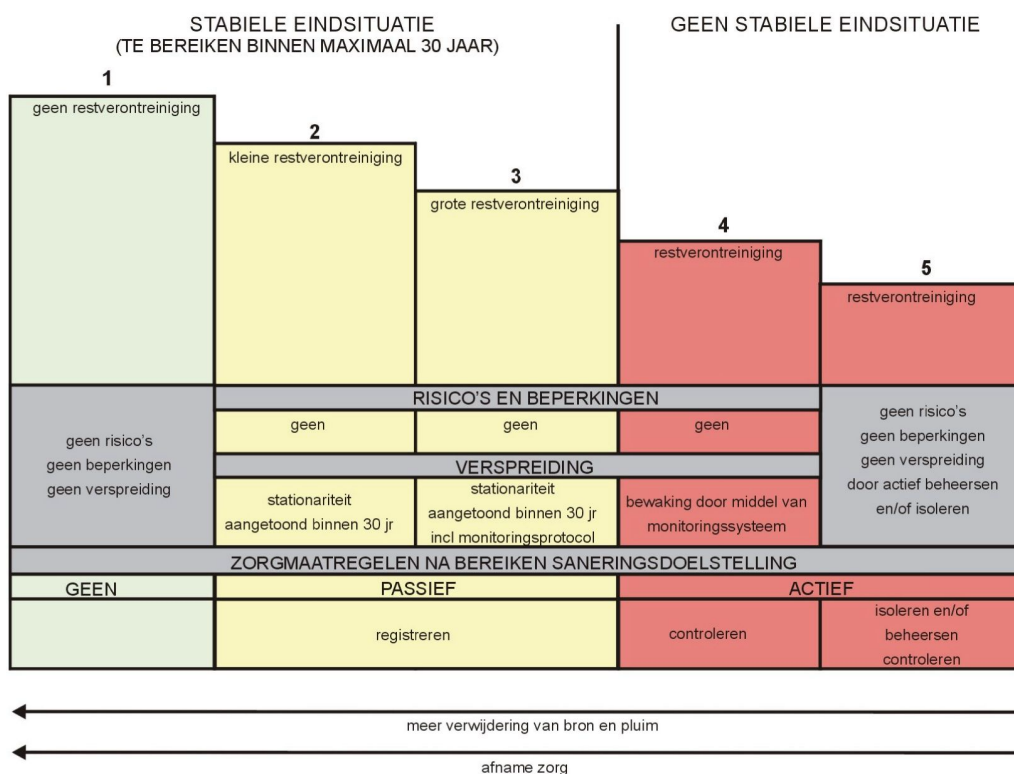 STABIELE EINDSITUATIE
(TE BEREIKEN BINNEN MAXIMAAL 30 JAAR)
GEEN STABIELE EINDSITUATIE
1
geen restverontreiniging
2
kleine restverontreiniging
3
grote restverontreiniging
4
restverontreiniging
5
restverontreiniging
RISICO'S EN BEPERKINGEN
geen risico's
geen beperkingen
geen verspreiding
geen
geen
geen
geen risico's
geen beperkingen
geen verspreiding
door actief beheersen
en/of isoleren
VERSPREIDING
stationariteit
aangetoond binnen 30 jr
stationariteit
aangetoond binnen 30 jr
incl monitoringsprotocol
bewaking door middel van
monitoringssysteem
ZORGMAATREGELEN NA BEREIKEN SANERINGSDOELSTELLING
GEEN
PASSIEF
ACTIEF
registreren
controleren
isoleren en/of
beheersen
controleren
meer verwijdering van bron en pluim
afname zorg